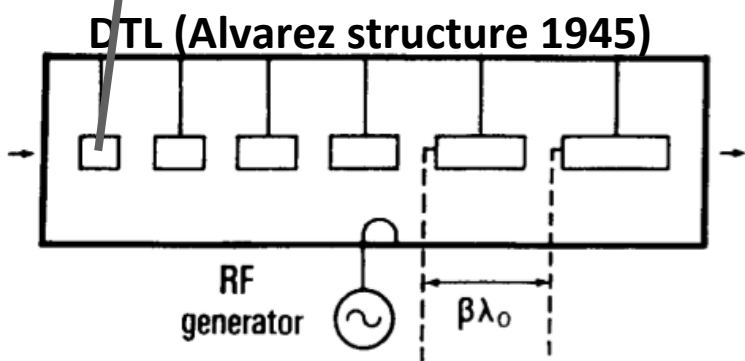 DTL (Alvarez structure 1945)
RF
generator
βλ₀